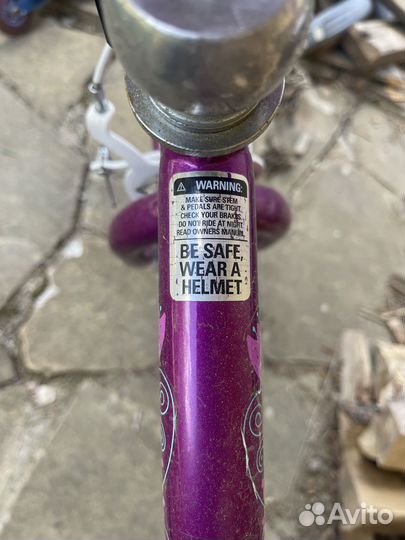 WARNING:
MAKE SURE STEM
& PEDALS ARE TIGHT.
CHECK YOUR BRAKES.
DO NOT RIDE AT NIGHT.
READ OWNERS MANUAL.
BE SAFE,
WEAR A
HELMET
Avito